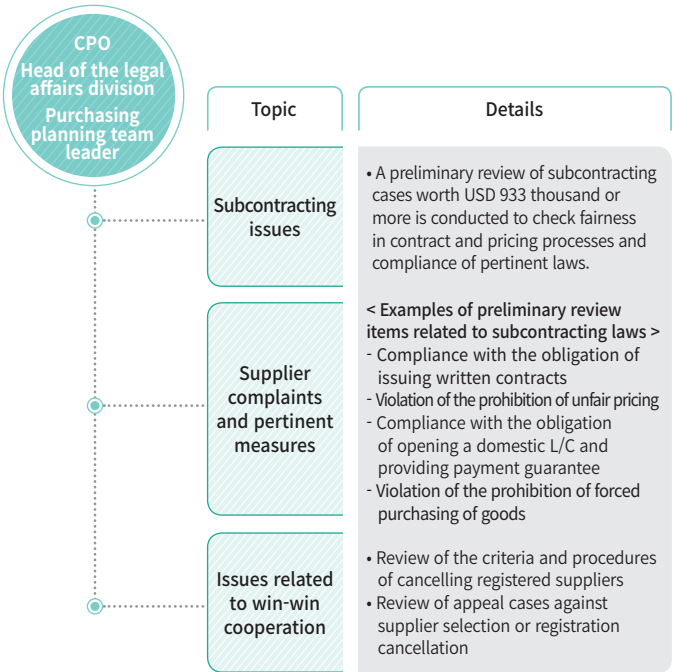 CPO
Head of the legal
affairs division
Purchasing
planning team
leader
Topic
Details
Subcontracting
issues
• A preliminary review of subcontracting
cases worth USD 933 thousand or
more is conducted to check fairness
in contract and pricing processes and
compliance of pertinent laws.
Supplier
complaints
and pertinent
measures
< Examples of preliminary review
items related to subcontracting laws >
- Compliance with the obligation of
issuing written contracts
- Violation of the prohibition of unfair pricing
- Compliance with the obligation
of opening a domestic L/C and
providing payment guarantee
- Violation of the prohibition of forced
purchasing of goods
Issues related
to win-win
cooperation
• Review of the criteria and procedures
of cancelling registered suppliers
• Review of appeal cases against
supplier selection or registration
cancellation